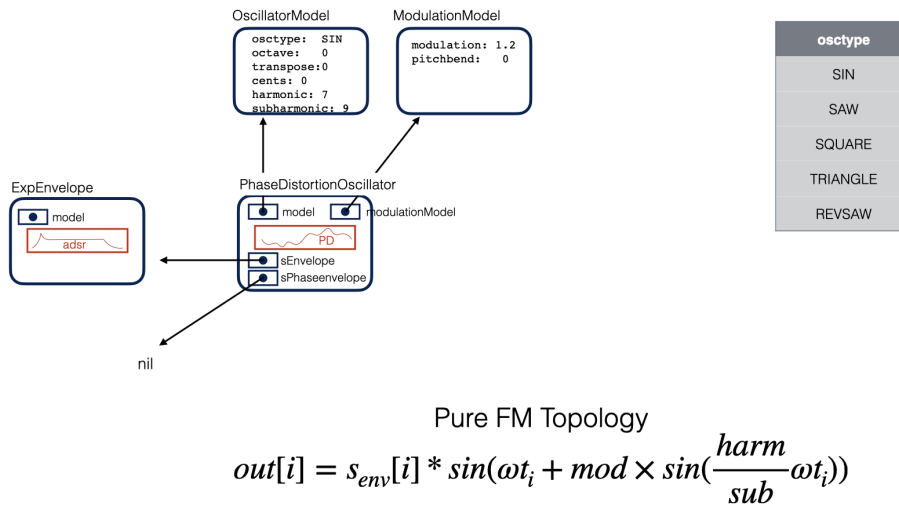 OscillatorModel
osctype: SIN
octave: 0
transpose:0
cents: 0
harmonic: 7
subharmonic: 9
ModulationModel
modulation: 1.2
pitchbend: 0
osctype
SIN
SAW
SQUARE
TRIANGLE
REVSAW
ExpEnvelope
model
adsr
PhaseDistortionOscillator
model
modulationModel
PD
sEnvelope
sPhaseenvelope
nil
Pure FM Topology
out[i] = s_env[i] * sin(ωt_i + mod × sin(harm/sub ωt_i))